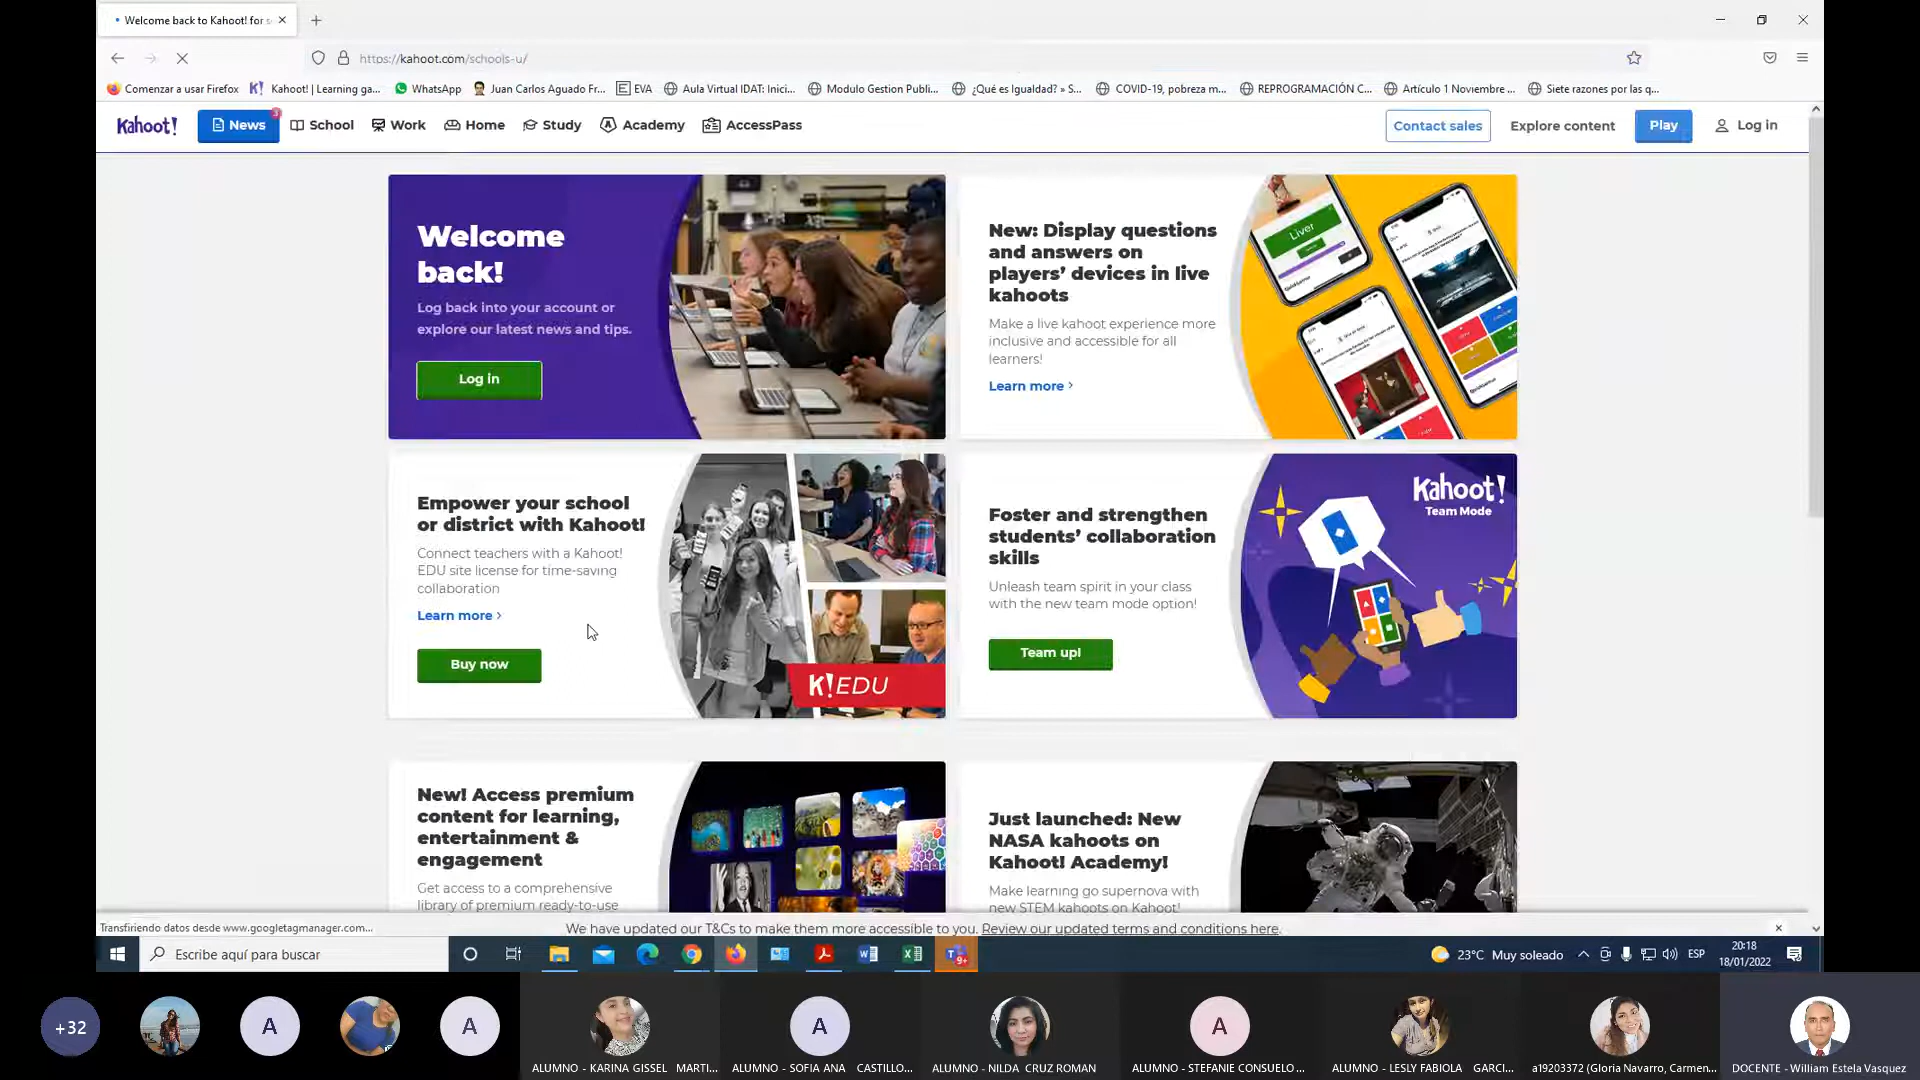 Welcome back to Kahoot! for s
https://kahoot.com/schools-u/
Comenzar a usar Firefox
Kahoot! | Learning ga...
WhatsApp
Juan Carlos Aguado Fr...
EVA
Aula Virtual IDAT: Inici...
Modulo Gestion Publi...
¿Qué es Igualdad? » S...
COVID-19, pobreza m...
REPROGRAMACIÓN C...
Artículo 1 Noviembre ...
Siete razones por las q...
Kahoot!
News
3
School
Work
Home
Study
Academy
AccessPass
Contact sales
Explore content
Play
Log in
Welcome
back!
Log back into your account or
explore our latest news and tips.
Log in
New: Display questions
and answers on
players’ devices in live
kahoots
Make a live kahoot experience more
inclusive and accessible for all
learners!
Learn more ›
Liver
Empower your school
or district with Kahoot!
Connect teachers with a Kahoot!
EDU site license for time-saving
collaboration
Learn more ›
Buy now
K!EDU
Foster and strengthen
students’ collaboration
skills
Unleash team spirit in your class
with the new team mode option!
Team up!
Kahoot!
Team Mode
New! Access premium
content for learning,
entertainment &
engagement
Get access to a comprehensive
library of premium ready-to-use
Just launched: New
NASA kahoots on
Kahoot! Academy!
Make learning go supernova with
new STEM kahoots on Kahoot!
Transfiriendo datos desde www.googletagmanager.com...
We have updated our T&Cs to make them more accessible to you. Review our updated terms and conditions here.
Escribe aquí para buscar
9+
23°C Muy soleado
ESP
20:18
18/01/2022
+32
A
A
A
A
ALUMNO - KARINA GISSEL MARTI...
ALUMNO - SOFIA ANA CASTILLO...
ALUMNO - NILDA CRUZ ROMAN
ALUMNO - STEFANIE CONSUELO ...
ALUMNO - LESLY FABIOLA GARCI...
a19203372 (Gloria Navarro, Carmen...
DOCENTE - William Estela Vasquez